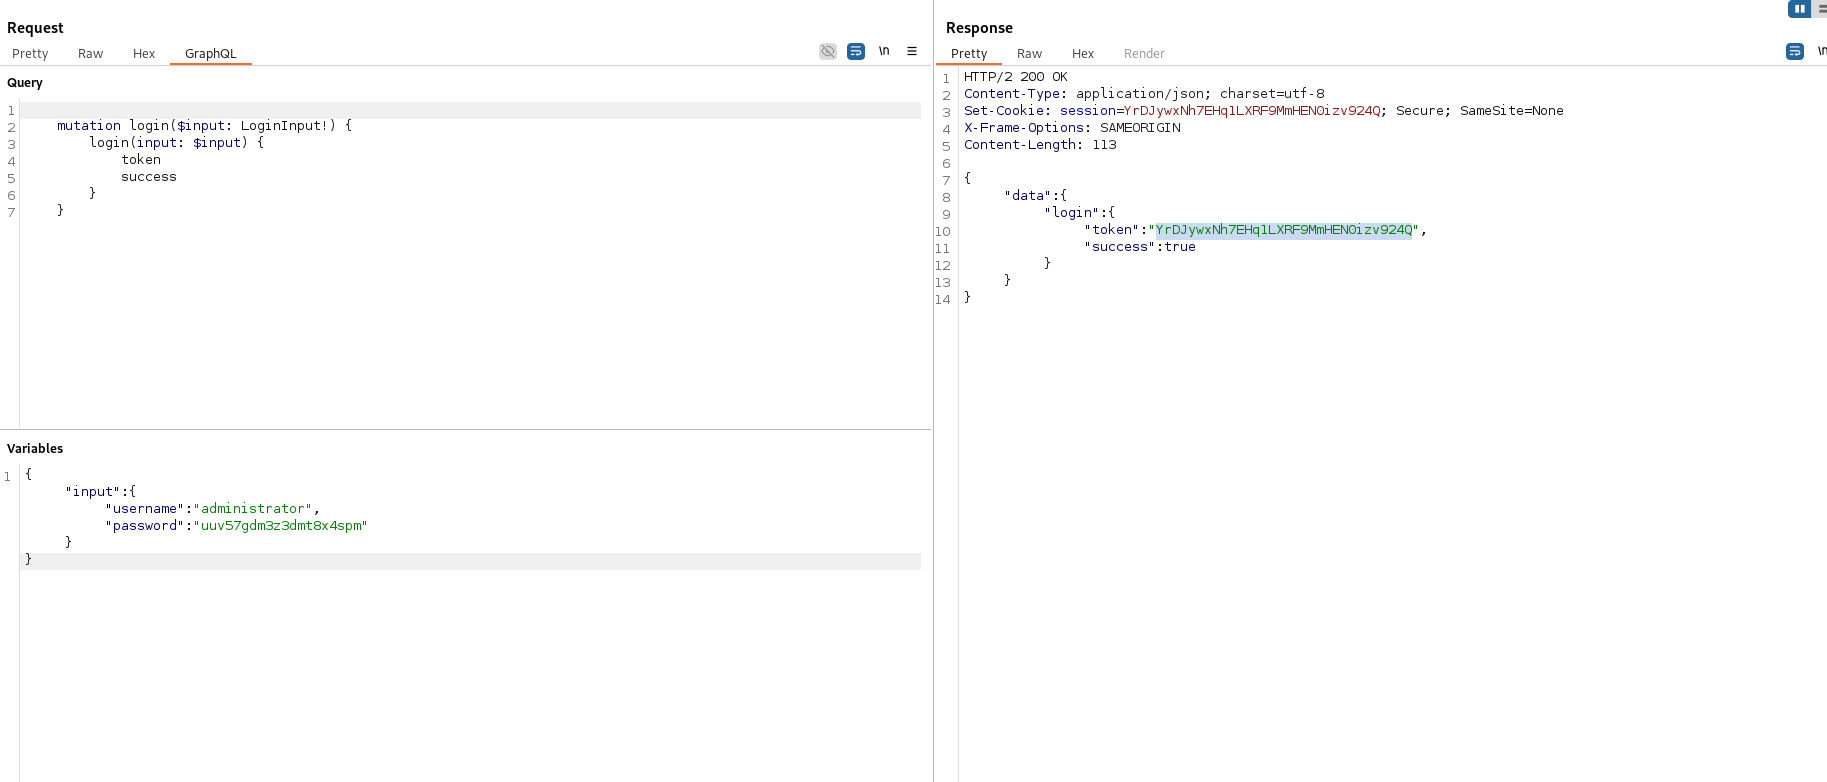 Request
Pretty Raw Hex GraphQL \n
Query
1
2 mutation login($input: LoginInput!) {
3 login(input: $input) {
4 token
5 success
6 }
7 }
Variables
1 {
"input":{
"username":"administrator",
"password":"uuv57gdm3z3dmt8x4spm"
}
}
Response
Pretty Raw Hex Render \n
1 HTTP/2 200 OK
2 Content-Type: application/json; charset=utf-8
3 Set-Cookie: session=YrDJywxNh7EHq1LXRF9MmHEN0izv924Q; Secure; SameSite=None
4 X-Frame-Options: SAMEORIGIN
5 Content-Length: 113
6
7 {
8 "data":{
9 "login":{
10 "token":"YrDJywxNh7EHq1LXRF9MmHEN0izv924Q",
11 "success":true
12 }
13 }
14 }